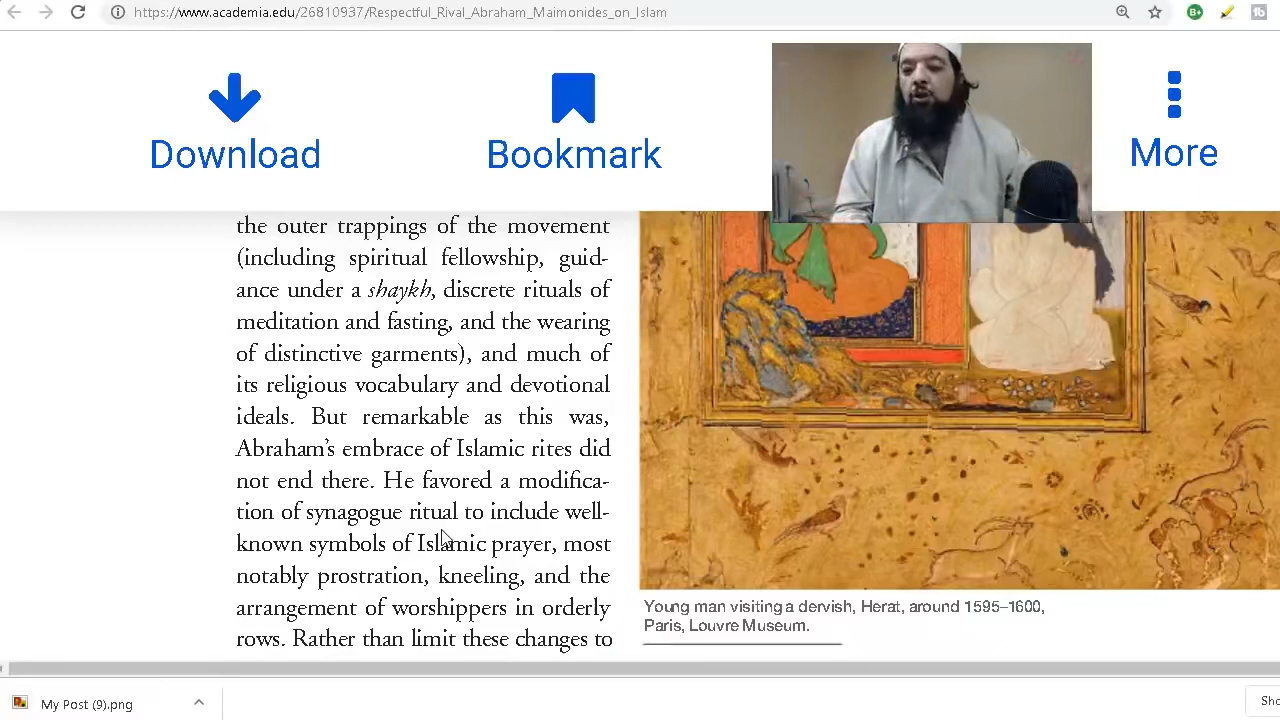 https://www.academia.edu/26810937/Respectful_Rival_Abraham_Maimonides_on_Islam
Download
Bookmark
More
the outer trappings of the movement
(including spiritual fellowship, guid-
ance under a shaykh, discrete rituals of
meditation and fasting, and the wearing
of distinctive garments), and much of
its religious vocabulary and devotional
ideals. But remarkable as this was,
Abraham’s embrace of Islamic rites did
not end there. He favored a modifica-
tion of synagogue ritual to include well-
known symbols of Islamic prayer, most
notably prostration, kneeling, and the
arrangement of worshippers in orderly
rows. Rather than limit these changes to
Young man visiting a dervish, Herat, around 1595–1600,
Paris, Louvre Museum.
My Post (9).png